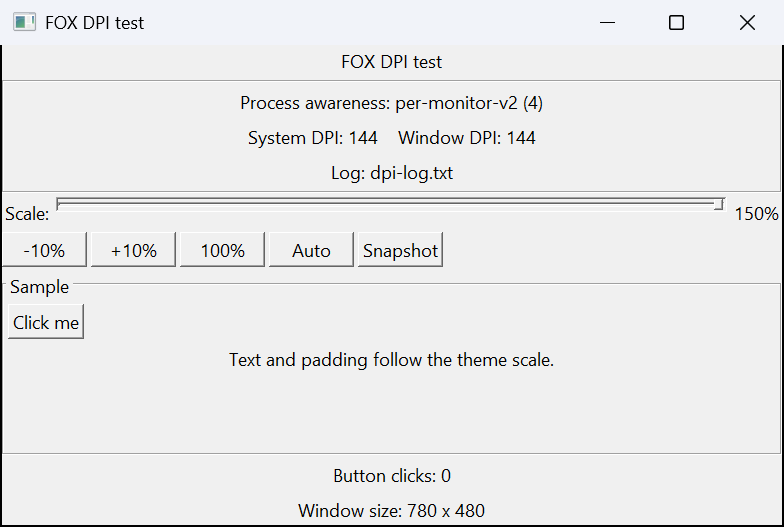 FOX DPI test
FOX DPI test
Process awareness: per-monitor-v2 (4)
System DPI: 144    Window DPI: 144
Log: dpi-log.txt
Scale: 150%
-10% +10% 100% Auto Snapshot
Sample
Click me
Text and padding follow the theme scale.
Button clicks: 0
Window size: 780 x 480